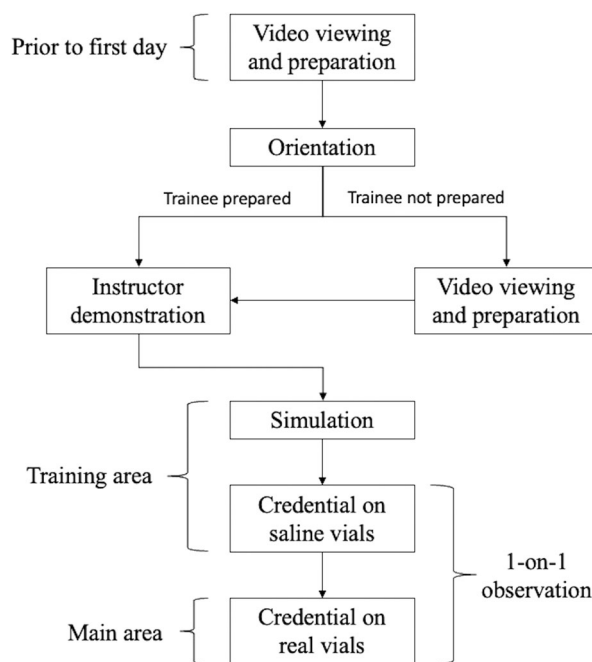 Prior to first day
Video viewing
and preparation
Orientation
Trainee prepared
Trainee not prepared
Instructor
demonstration
Video viewing
and preparation
Simulation
Training area
Credential on
saline vials
1-on-1
observation
Main area
Credential on
real vials